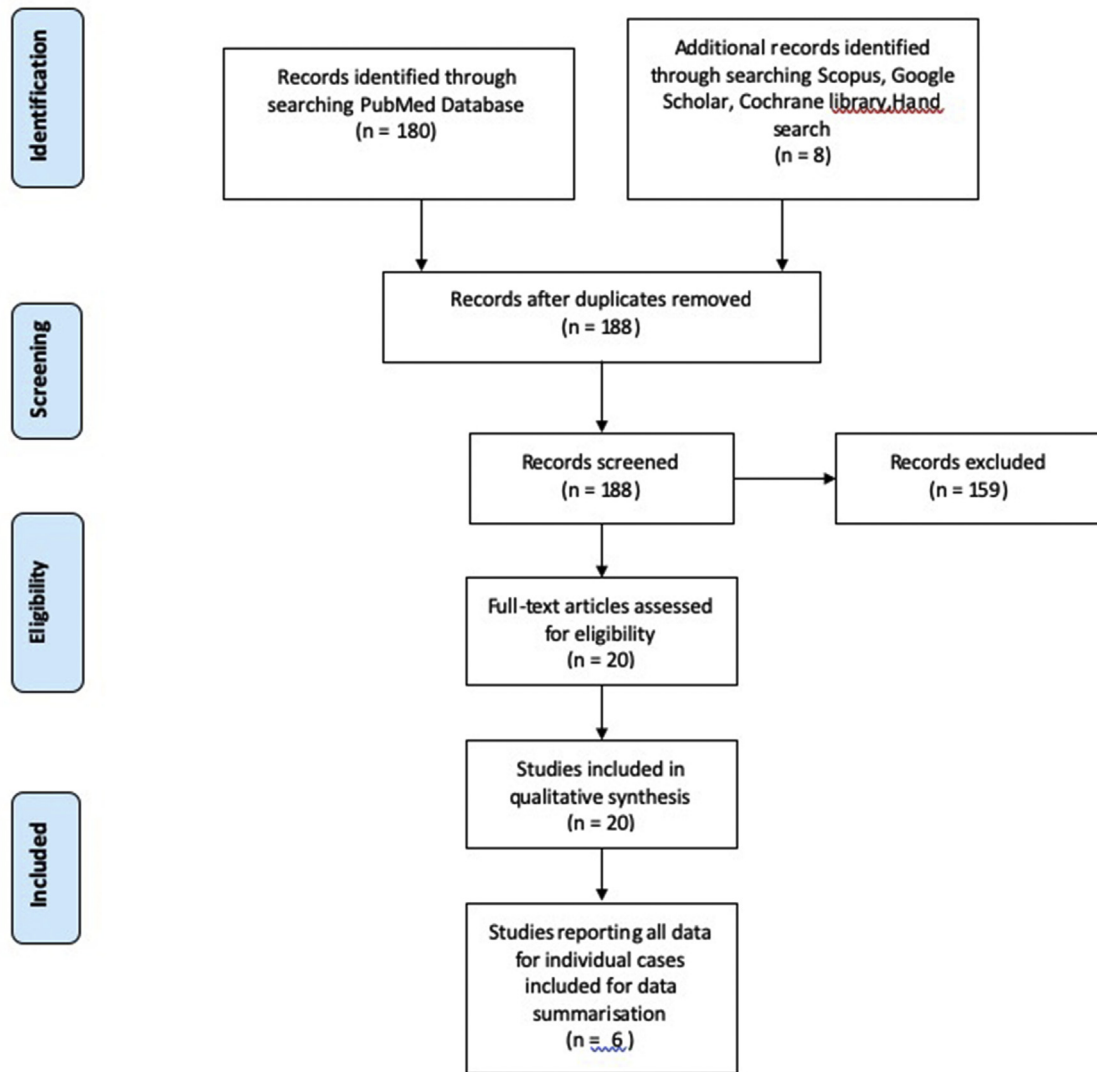 Identification
Records identified through
searching PubMed Database
(n = 180)
Additional records identified
through searching Scopus, Google
Scholar, Cochrane library,Hand
search
(n = 8)
Screening
Records after duplicates removed
(n = 188)
Records screened
(n = 188)
Records excluded
(n = 159)
Eligibility
Full-text articles assessed
for eligibility
(n = 20)
Studies included in
qualitative synthesis
(n = 20)
Included
Studies reporting all data
for individual cases
included for data
summarisation
(n = 6)